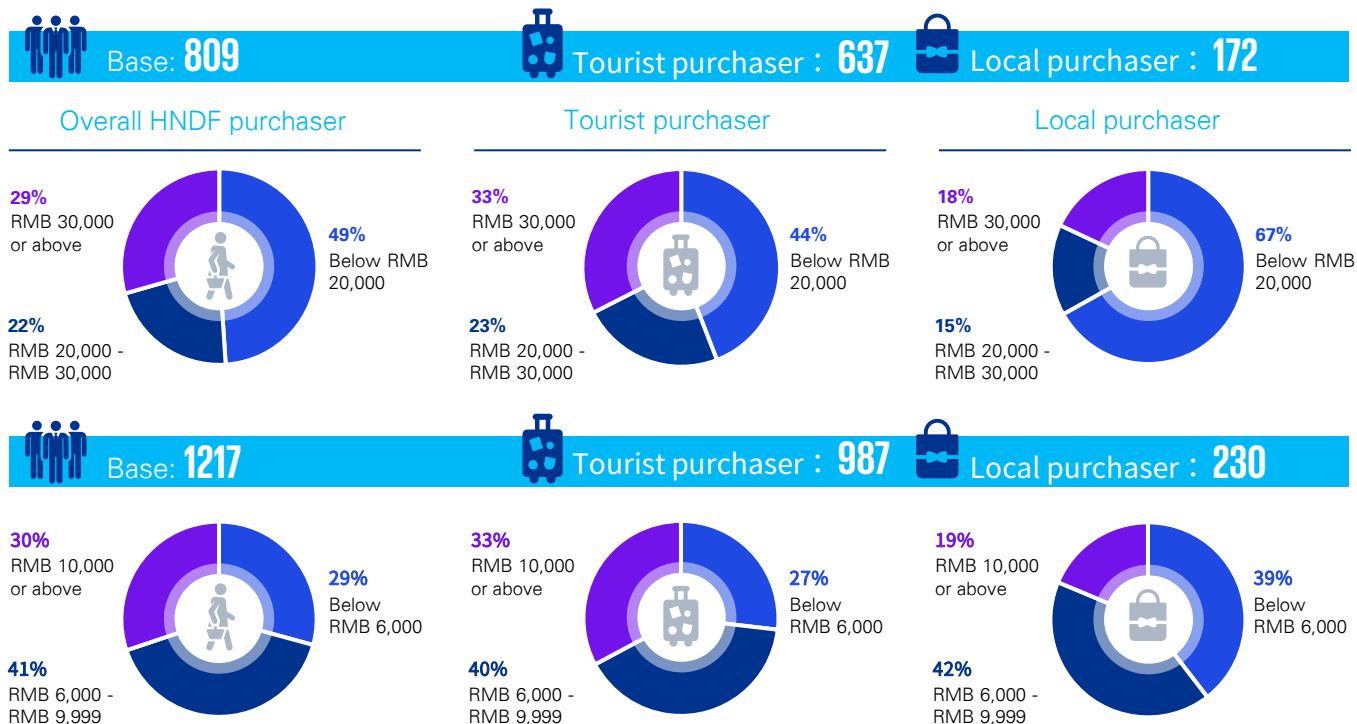 Base: 809
Tourist purchaser : 637
Local purchaser : 172
Overall HNDF purchaser
Tourist purchaser
Local purchaser
29%
RMB 30,000
or above
49%
Below RMB
20,000
22%
RMB 20,000 -
RMB 30,000
33%
RMB 30,000
or above
44%
Below RMB
20,000
23%
RMB 20,000 -
RMB 30,000
18%
RMB 30,000
or above
67%
Below RMB
20,000
15%
RMB 20,000 -
RMB 30,000
Base: 1217
Tourist purchaser : 987
Local purchaser : 230
30%
RMB 10,000
or above
29%
Below
RMB 6,000
41%
RMB 6,000 -
RMB 9,999
33%
RMB 10,000
or above
27%
Below
RMB 6,000
40%
RMB 6,000 -
RMB 9,999
19%
RMB 10,000
or above
39%
Below
RMB 6,000
42%
RMB 6,000 -
RMB 9,999